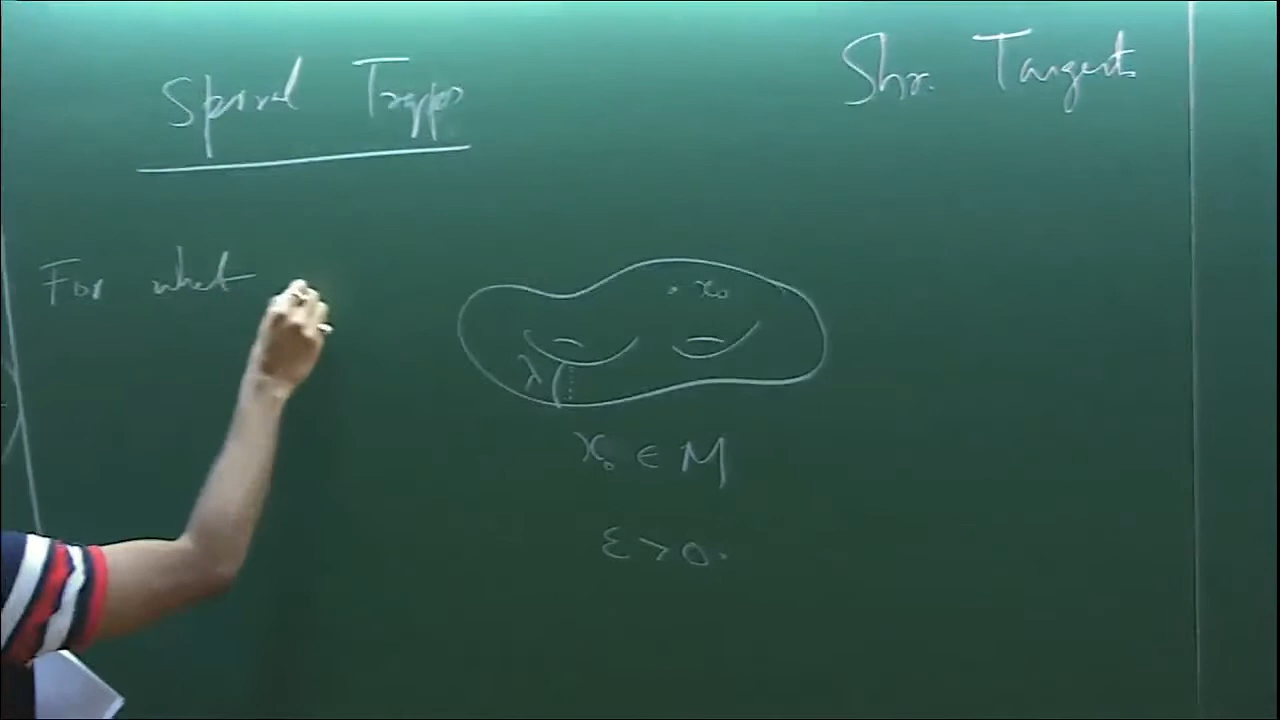 Spiral Traps
Shr. Tangents
For what
x₀
λ
x₀ ∈ M
ε > 0.